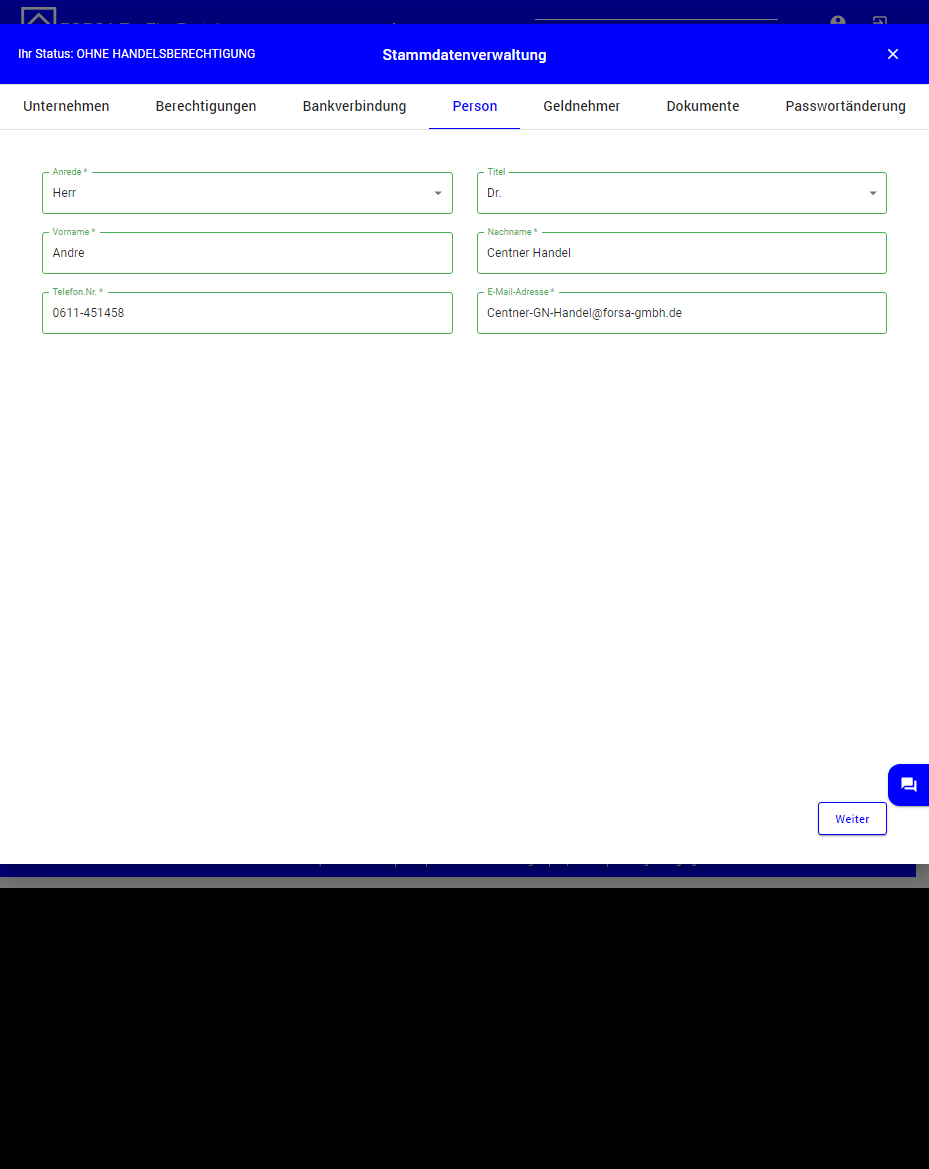 Ihr Status: OHNE HANDELSBERECHTIGUNG
Stammdatenverwaltung
Unternehmen
Berechtigungen
Bankverbindung
Person
Geldnehmer
Dokumente
Passwortänderung
Anrede *
Herr
Titel
Dr.
Vorname *
Andre
Nachname *
Centner Handel
Telefon.Nr. *
0611-451458
E-Mail-Adresse *
Centner-GN-Handel@forsa-gmbh.de
Weiter